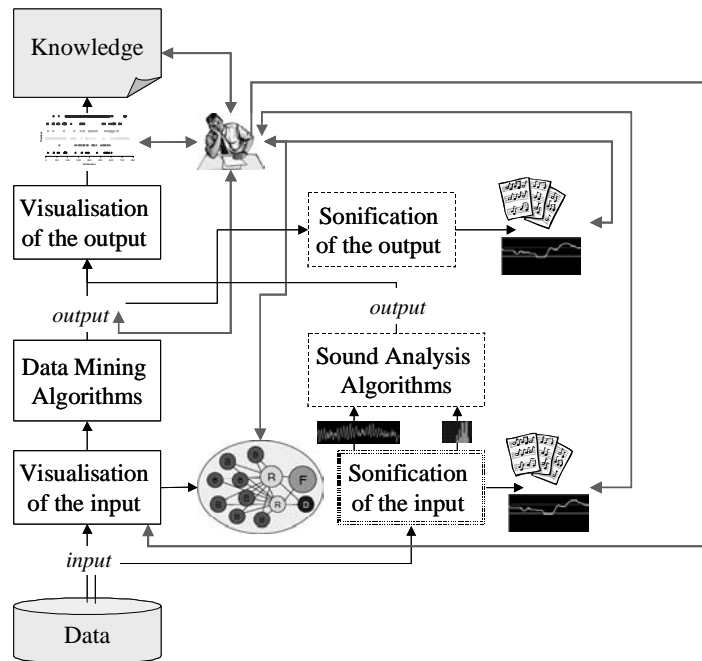 Knowledge
Visualisation
of the output
Sonification
of the output
output
output
Data Mining
Algorithms
Sound Analysis
Algorithms
Visualisation
of the input
B
B
B
B
B
B
B
B
R
R
F
D
Sonification
of the input
input
Data